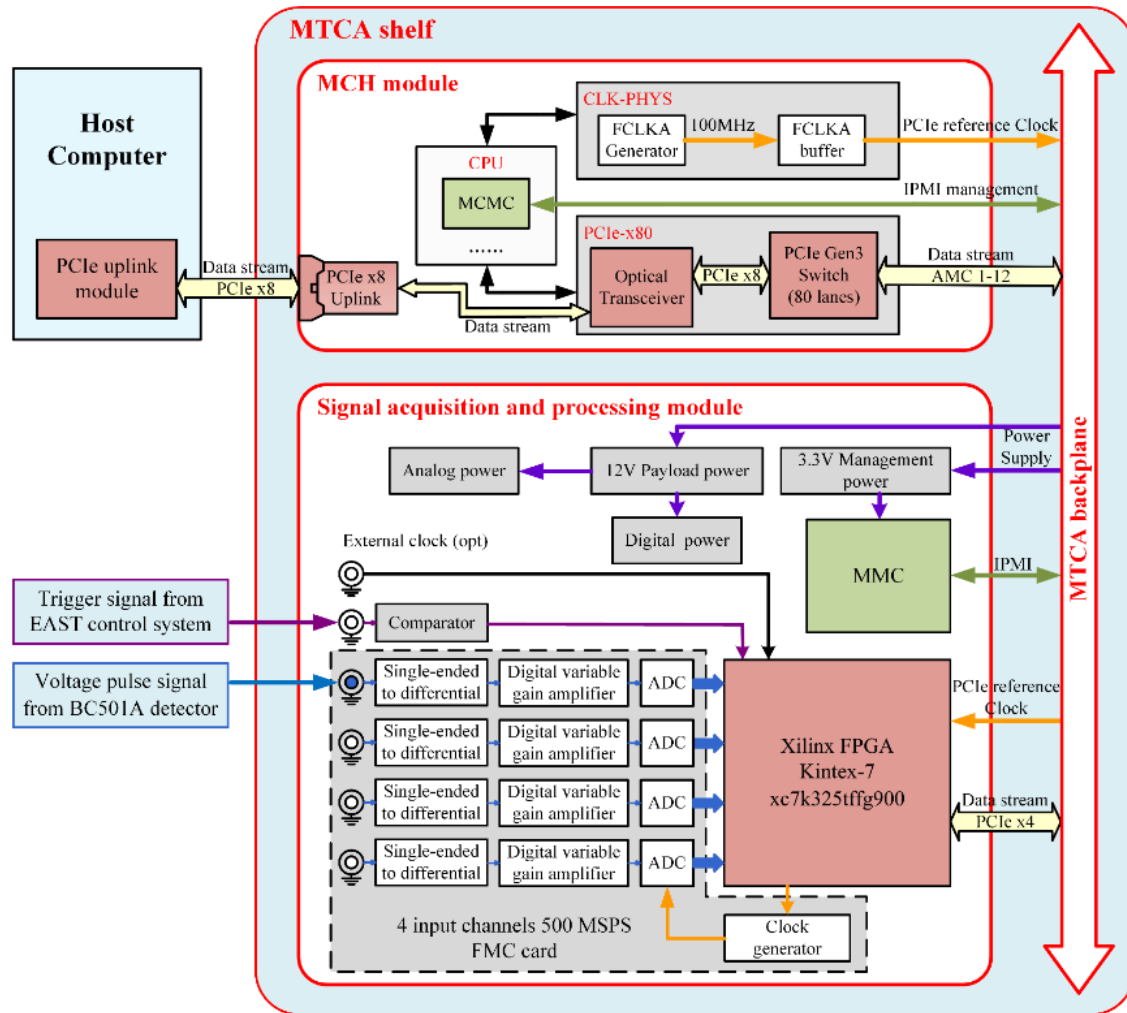 MTCA shelf
MCH module
Host
Computer
PCIe uplink
module
Data stream
PCIe x8
PCIe x8
Uplink
Data stream
CPU
MCMC
......
CLK-PHYS
FCLKA
Generator
100MHz
FCLKA
buffer
PCIe reference Clock
IPMI management
PCIe-x80
Optical
Transceiver
PCIe x8
PCIe Gen3
Switch
(80 lanes)
Data stream
AMC 1-12
MTCA backplane
Signal acquisition and processing module
Analog power
12V Payload power
3.3V Management
power
Power
Supply
Digital power
MMC
IPMI
External clock (opt)
Trigger signal from
EAST control system
Comparator
Voltage pulse signal
from BC501A detector
Single-ended
to differential
Digital variable
gain amplifier
ADC
Single-ended
to differential
Digital variable
gain amplifier
ADC
Single-ended
to differential
Digital variable
gain amplifier
ADC
Single-ended
to differential
Digital variable
gain amplifier
ADC
Xilinx FPGA
Kintex-7
xc7k325tffg900
PCIe reference
Clock
Data stream
PCIe x4
4 input channels 500 MSPS
FMC card
Clock
generator